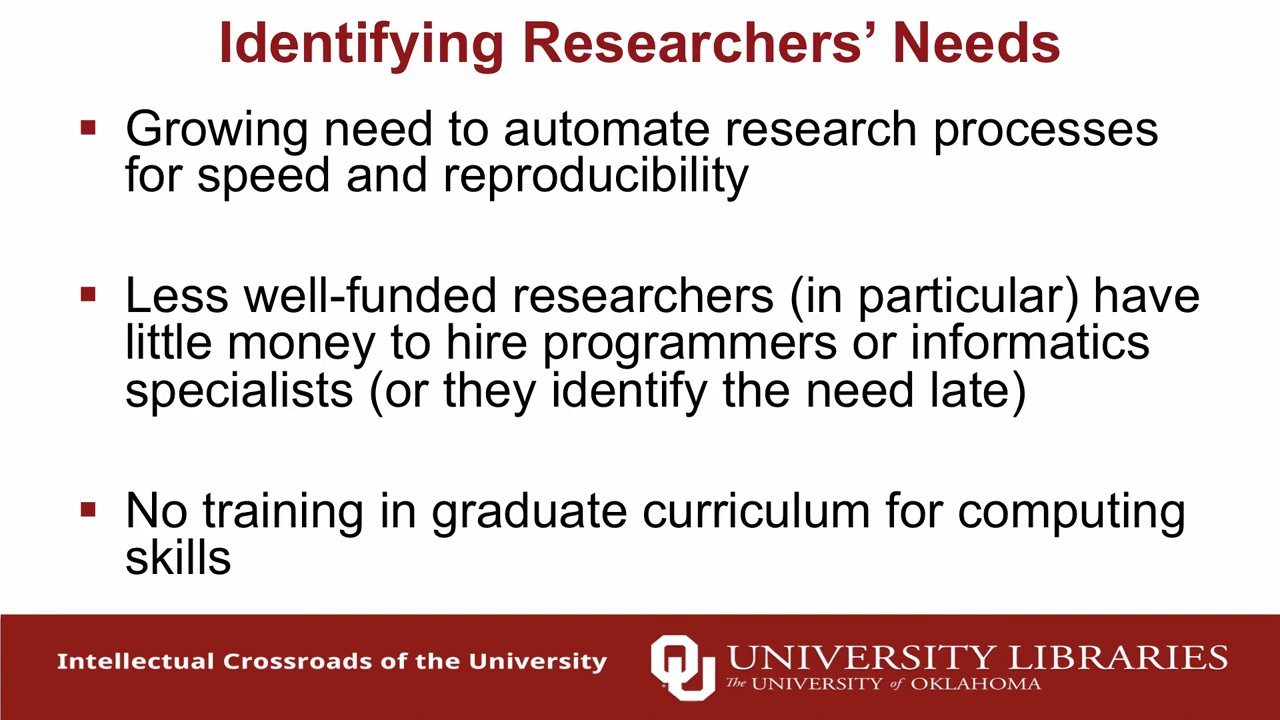 Identifying Researchers’ Needs
▪ Growing need to automate research processes
for speed and reproducibility
▪ Less well-funded researchers (in particular) have
little money to hire programmers or informatics
specialists (or they identify the need late)
▪ No training in graduate curriculum for computing
skills
Intellectual Crossroads of the University
OU
UNIVERSITY LIBRARIES
The UNIVERSITY of OKLAHOMA